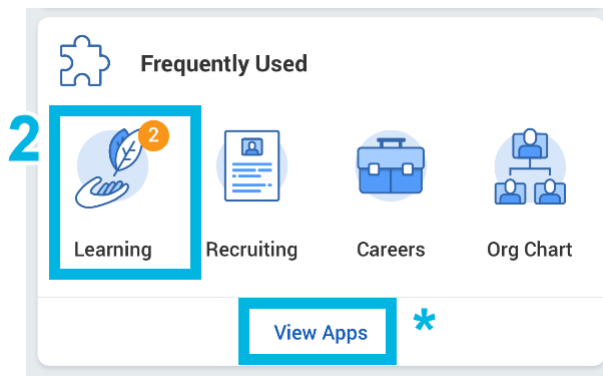 Frequently Used
2
2
Learning
Recruiting
Careers
Org Chart
View Apps *